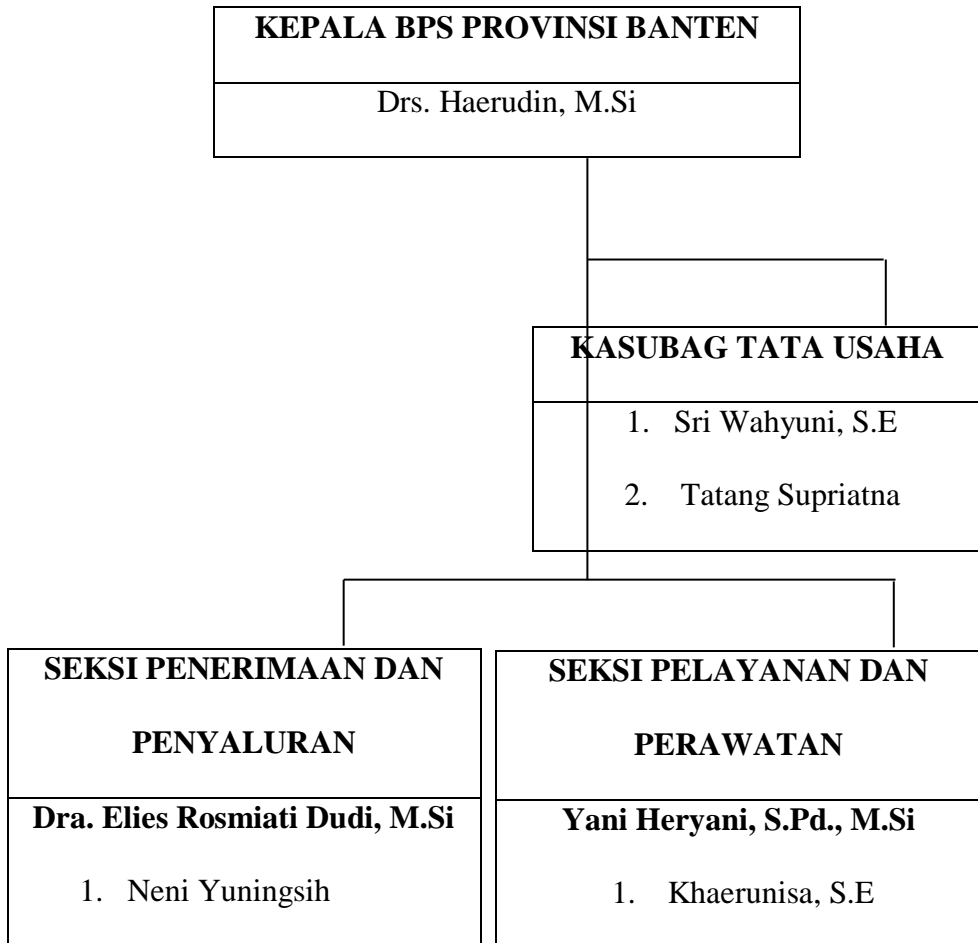 KEPALA BPS PROVINSI BANTEN
Drs. Haerudin, M.Si
KASUBAG TATA USAHA
1. Sri Wahyuni, S.E
2. Tatang Supriatna
SEKSI PENERIMAAN DAN
PENYALURAN
Dra. Elies Rosmiati Dudi, M.Si
1. Neni Yuningsih
SEKSI PELAYANAN DAN
PERAWATAN
Yani Heryani, S.Pd., M.Si
1. Khaerunisa, S.E